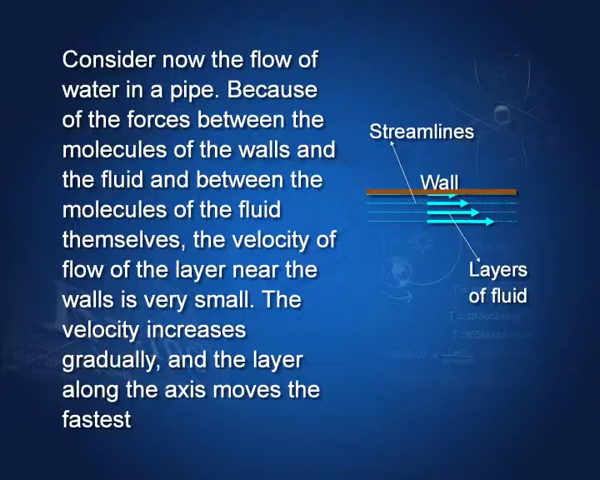 Consider now the flow of
water in a pipe. Because
of the forces between the
molecules of the walls and
the fluid and between the
molecules of the fluid
themselves, the velocity of
flow of the layer near the
walls is very small. The
velocity increases
gradually, and the layer
along the axis moves the
fastest
Streamlines
Wall
Layers
of fluid